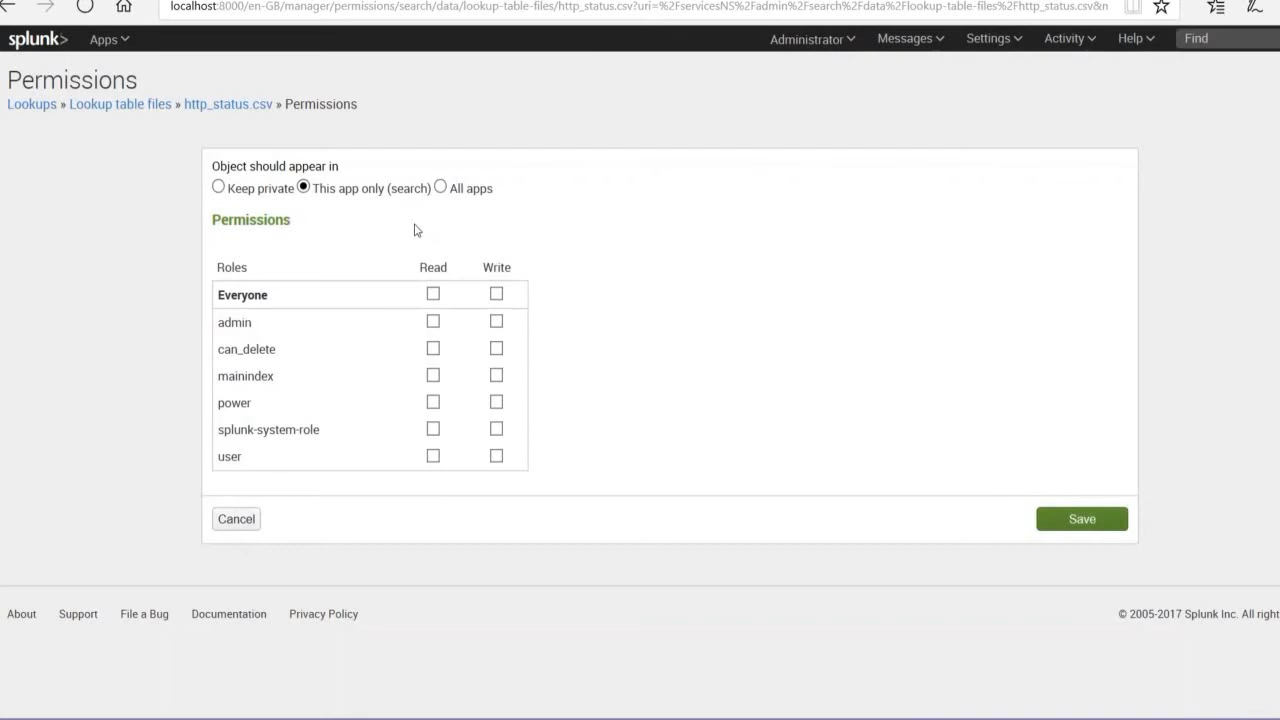 localhost:8000/en-GB/manager/permissions/search/data/lookup-table-files/http_status.csv?uri=%2FservicesNS%2Fadmin%2Fsearch%2Fdata%2Flookup-table-files%2Fhttp_status.csv&n
splunk> Apps Administrator Messages Settings Activity Help Find
Permissions
Lookups » Lookup table files » http_status.csv » Permissions
Object should appear in
Keep private This app only (search) All apps
Permissions
Roles Read Write
Everyone
admin
can_delete
mainindex
power
splunk-system-role
user
Cancel Save
About Support File a Bug Documentation Privacy Policy © 2005-2017 Splunk Inc. All right